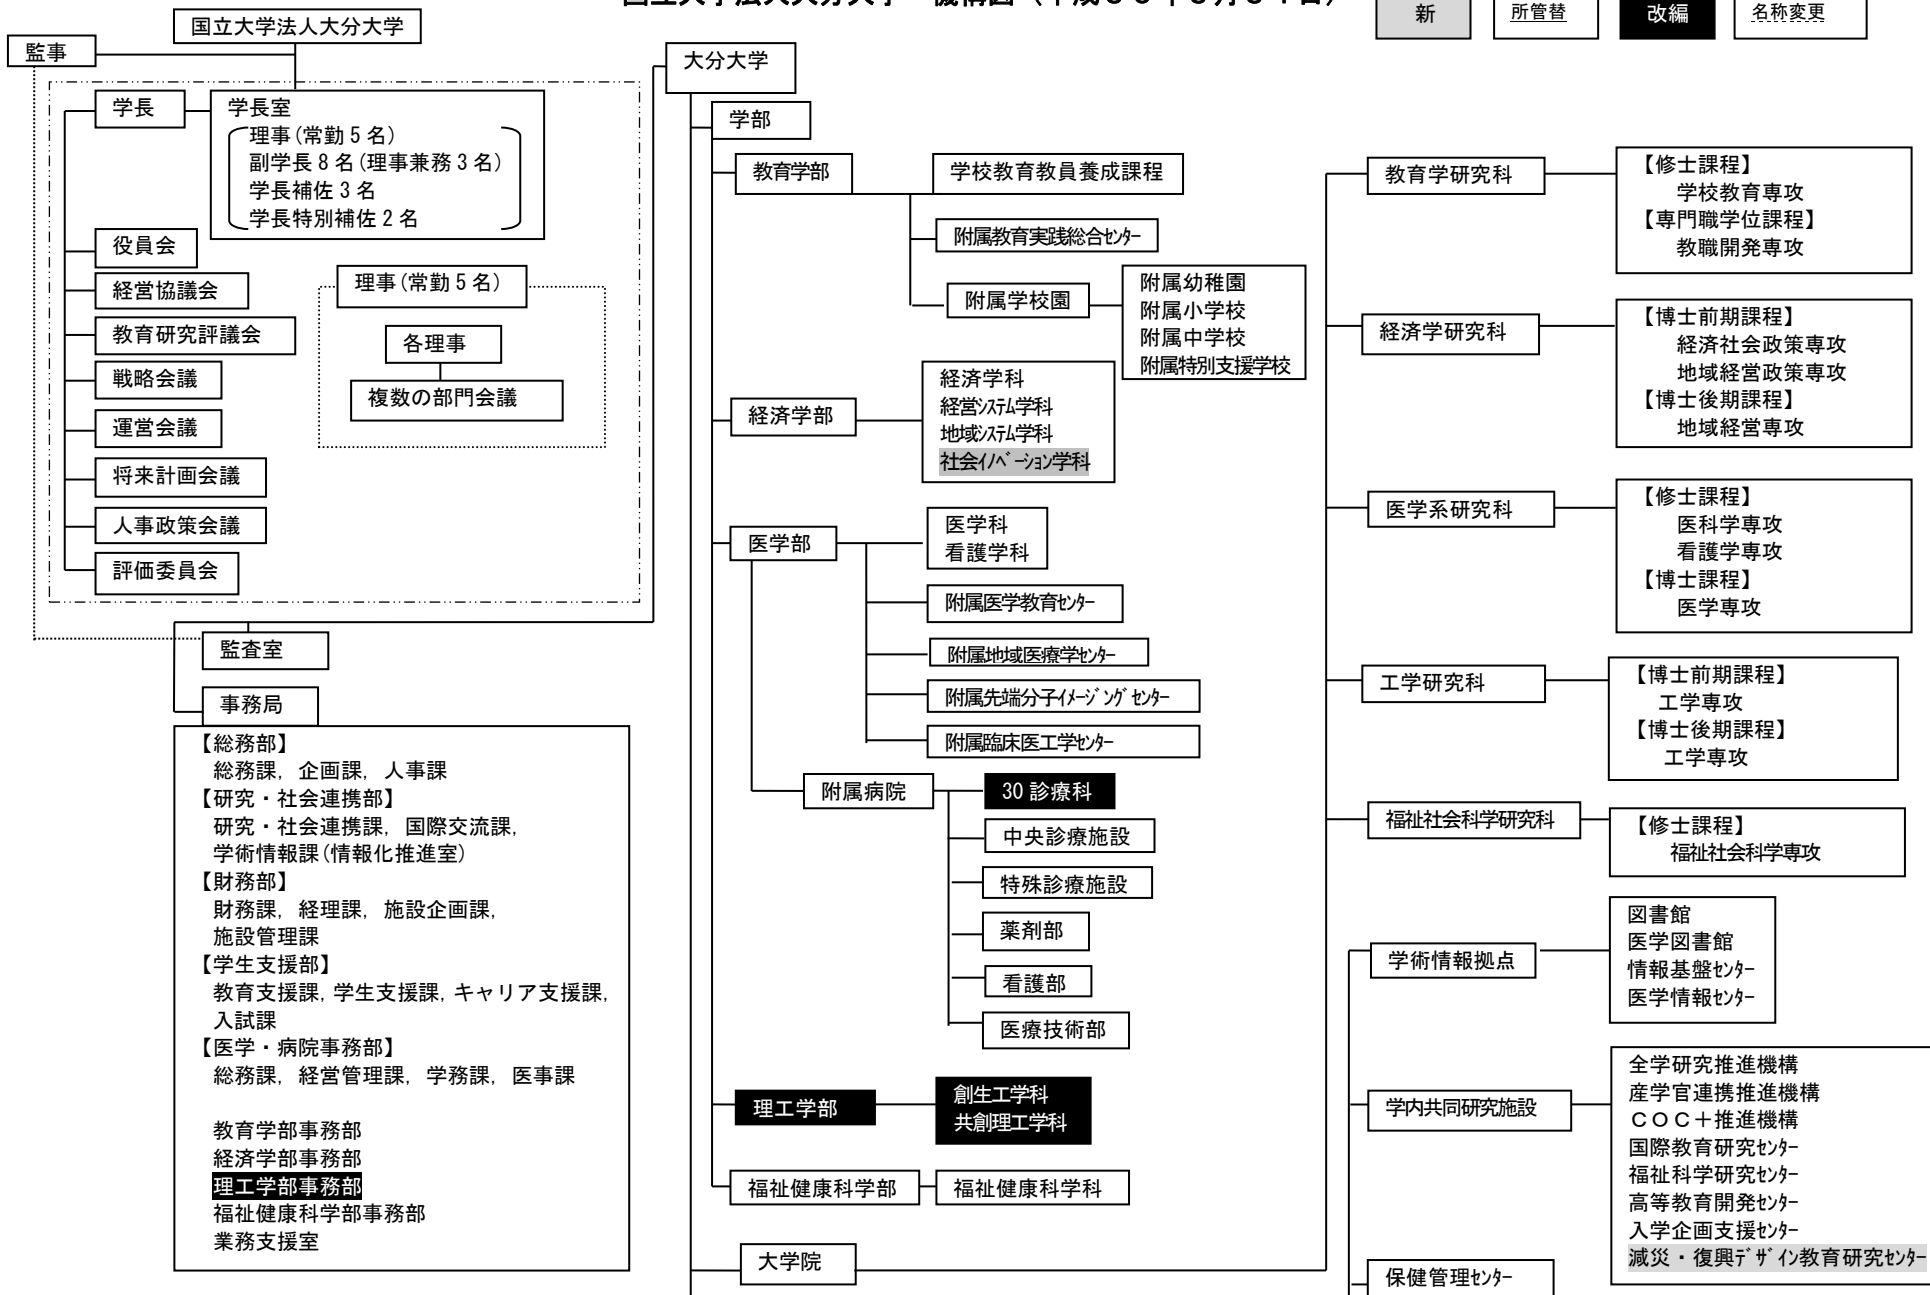 新
所管替
改編
名称変更
国立大学法人大分大学
監事
学長
学長室
理事(常勤5名)
副学長8名(理事兼務3名)
学長補佐3名
学長特別補佐2名
役員会
経営協議会
教育研究評議会
戦略会議
運営会議
将来計画会議
人事政策会議
評価委員会
理事(常勤5名)
各理事
複数の部門会議
監査室
事務局
【総務部】
総務課,企画課,人事課
【研究・社会連携部】
研究・社会連携課,国際交流課,
学術情報課(情報化推進室)
【財務部】
財務課,経理課,施設企画課,
施設管理課
【学生支援部】
教育支援課,学生支援課,キャリア支援課,
入試課
【医学・病院事務部】
総務課,経営管理課,学務課,医事課
教育学部事務部
経済学部事務部
理工学部事務部
福祉健康科学部事務部
業務支援室
大分大学
学部
教育学部
学校教育教員養成課程
附属教育実践総合ｾﾝﾀｰ
附属学校園
附属幼稚園
附属小学校
附属中学校
附属特別支援学校
経済学部
経済学科
経営ｼｽﾃﾑ学科
地域ｼｽﾃﾑ学科
社会ｲﾉﾍﾞｰｼｮﾝ学科
医学部
医学科
看護学科
附属医学教育ｾﾝﾀｰ
附属地域医療学ｾﾝﾀｰ
附属先端分子ｲﾒｰｼﾞﾝｸﾞｾﾝﾀｰ
附属臨床医工学ｾﾝﾀｰ
附属病院
30診療科
中央診療施設
特殊診療施設
薬剤部
看護部
医療技術部
理工学部
創生工学科
共創理工学科
福祉健康科学部
福祉健康科学科
大学院
教育学研究科
【修士課程】
学校教育専攻
【専門職学位課程】
教職開発専攻
経済学研究科
【博士前期課程】
経済社会政策専攻
地域経営政策専攻
【博士後期課程】
地域経営専攻
医学系研究科
【修士課程】
医科学専攻
看護学専攻
【博士課程】
医学専攻
工学研究科
【博士前期課程】
工学専攻
【博士後期課程】
工学専攻
福祉社会科学研究科
【修士課程】
福祉社会科学専攻
学術情報拠点
図書館
医学図書館
情報基盤ｾﾝﾀｰ
医学情報ｾﾝﾀｰ
学内共同研究施設
全学研究推進機構
産学官連携推進機構
ＣＯＣ＋推進機構
国際教育研究ｾﾝﾀｰ
福祉科学研究ｾﾝﾀｰ
高等教育開発ｾﾝﾀｰ
入学企画支援ｾﾝﾀｰ
減災・復興ﾃﾞｻﾞｲﾝ教育研究ｾﾝﾀｰ
保健管理ｾﾝﾀｰ